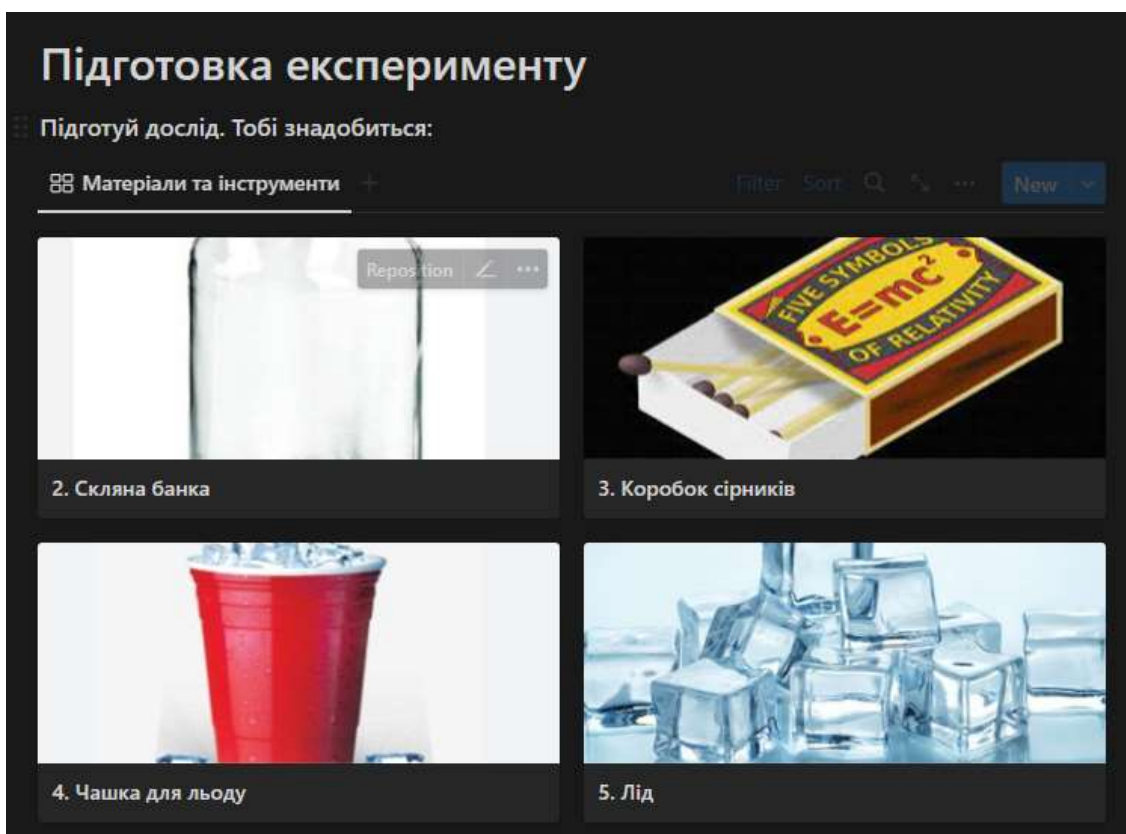 Підготовка експерименту
Підготуй дослід. Тобі знадобиться:
Матеріали та інструменти
Filter Sort New
Reposition
FIVE SYMBOLS
E=mc²
OF RELATIVITY
2. Скляна банка
3. Коробок сірників
4. Чашка для льоду
5. Лід